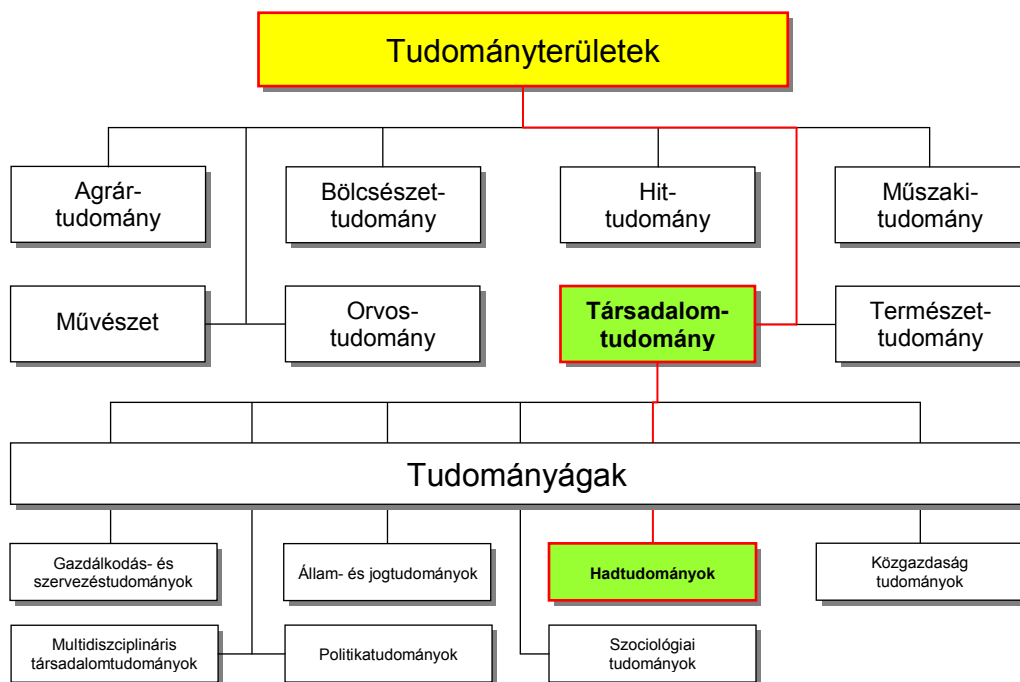 Tudományterületek
Agrár-
tudomány
Bölcsészet-
tudomány
Hit-
tudomány
Műszaki-
tudomány
Művészet
Orvos-
tudomány
Társadalom-
tudomány
Természet-
tudomány
Tudományágak
Gazdálkodás- és
szervezéstudományok
Állam- és jogtudományok
Hadtudományok
Közgazdaság
tudományok
Multidiszciplináris
társadalomtudományok
Politikatudományok
Szociológiai
tudományok